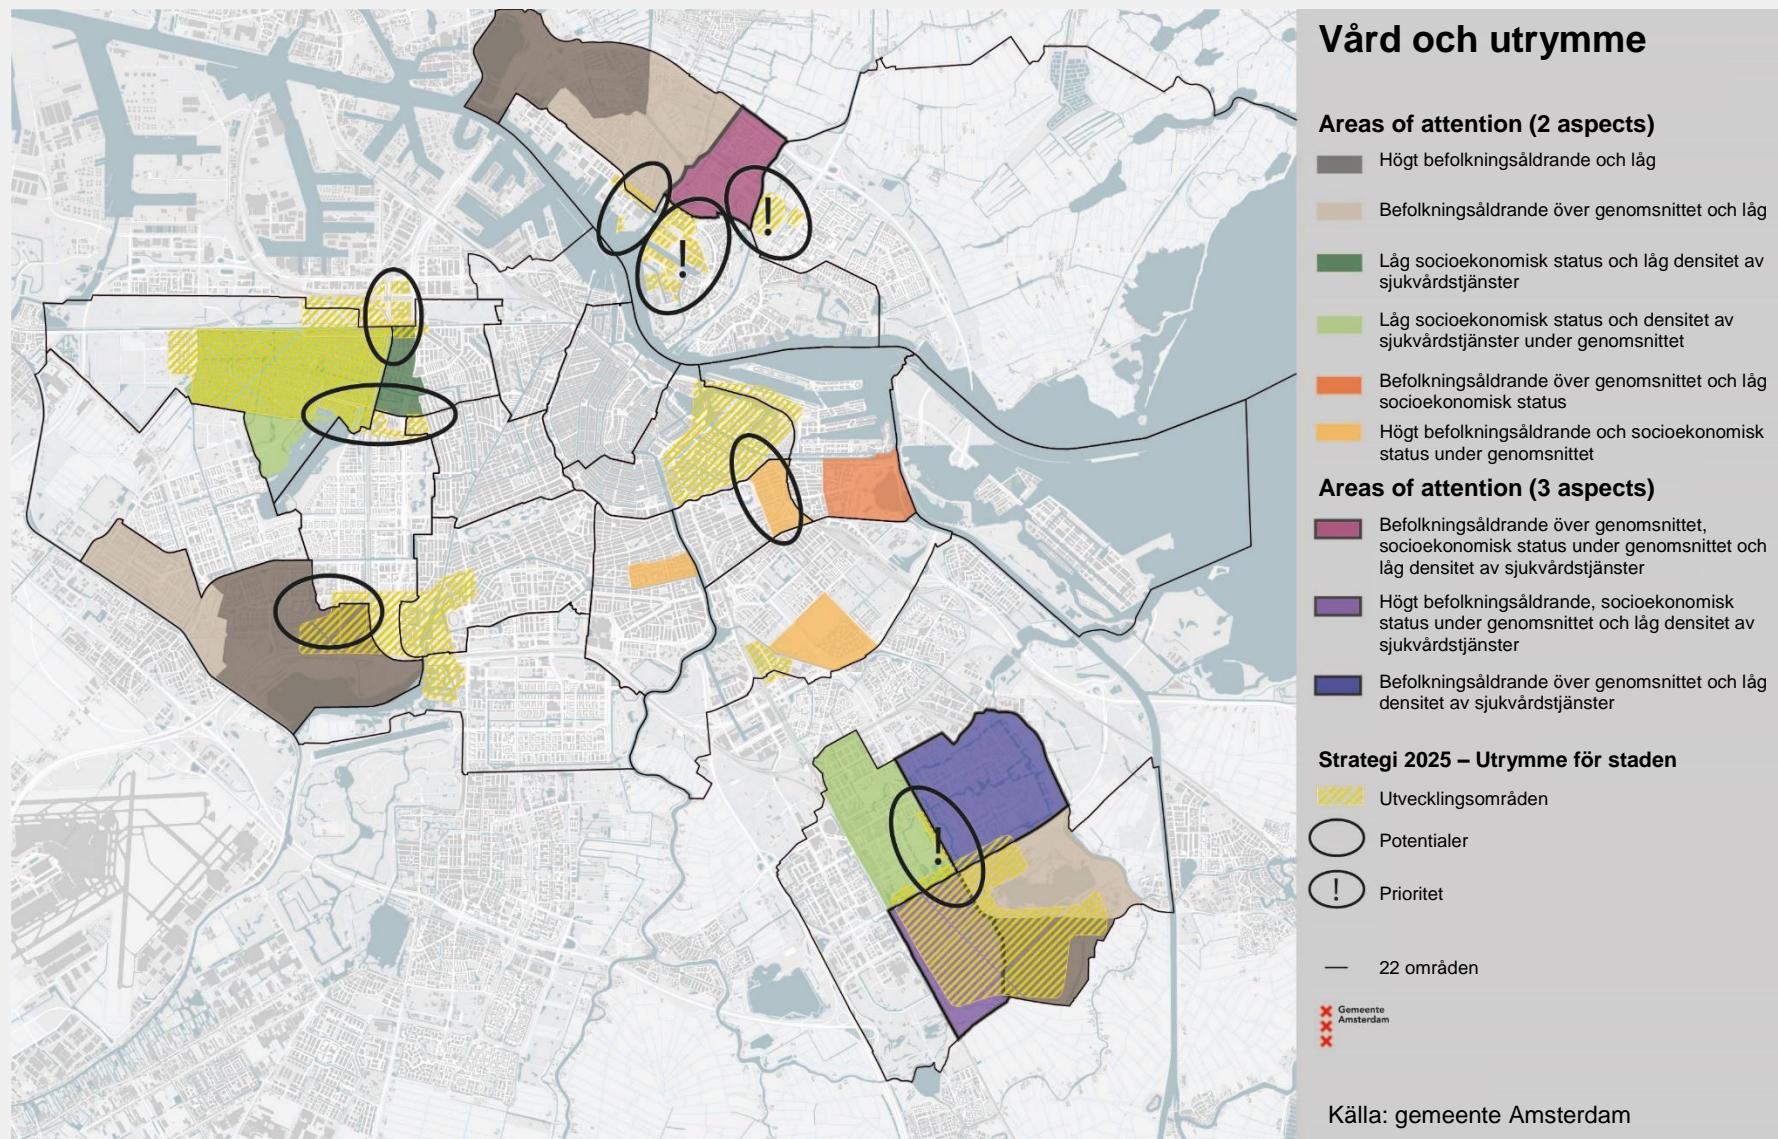 Vård och utrymme
Areas of attention (2 aspects)
Högt befolkningsåldrande och låg
Befolkningsåldrande över genomsnittet och låg
Låg socioekonomisk status och låg densitet av
sjukvårdstjänster
Låg socioekonomisk status och densitet av
sjukvårdstjänster under genomsnittet
Befolkningsåldrande över genomsnittet och låg
socioekonomisk status
Högt befolkningsåldrande och socioekonomisk
status under genomsnittet
Areas of attention (3 aspects)
Befolkningsåldrande över genomsnittet,
socioekonomisk status under genomsnittet och
låg densitet av sjukvårdstjänster
Högt befolkningsåldrande, socioekonomisk
status under genomsnittet och låg densitet av
sjukvårdstjänster
Befolkningsåldrande över genomsnittet och låg
densitet av sjukvårdstjänster
Strategi 2025 – Utrymme för staden
Utvecklingsområden
Potentialer
!
Prioritet
22 områden
Gemeente
Amsterdam
Källa: gemeente Amsterdam
!
!
!